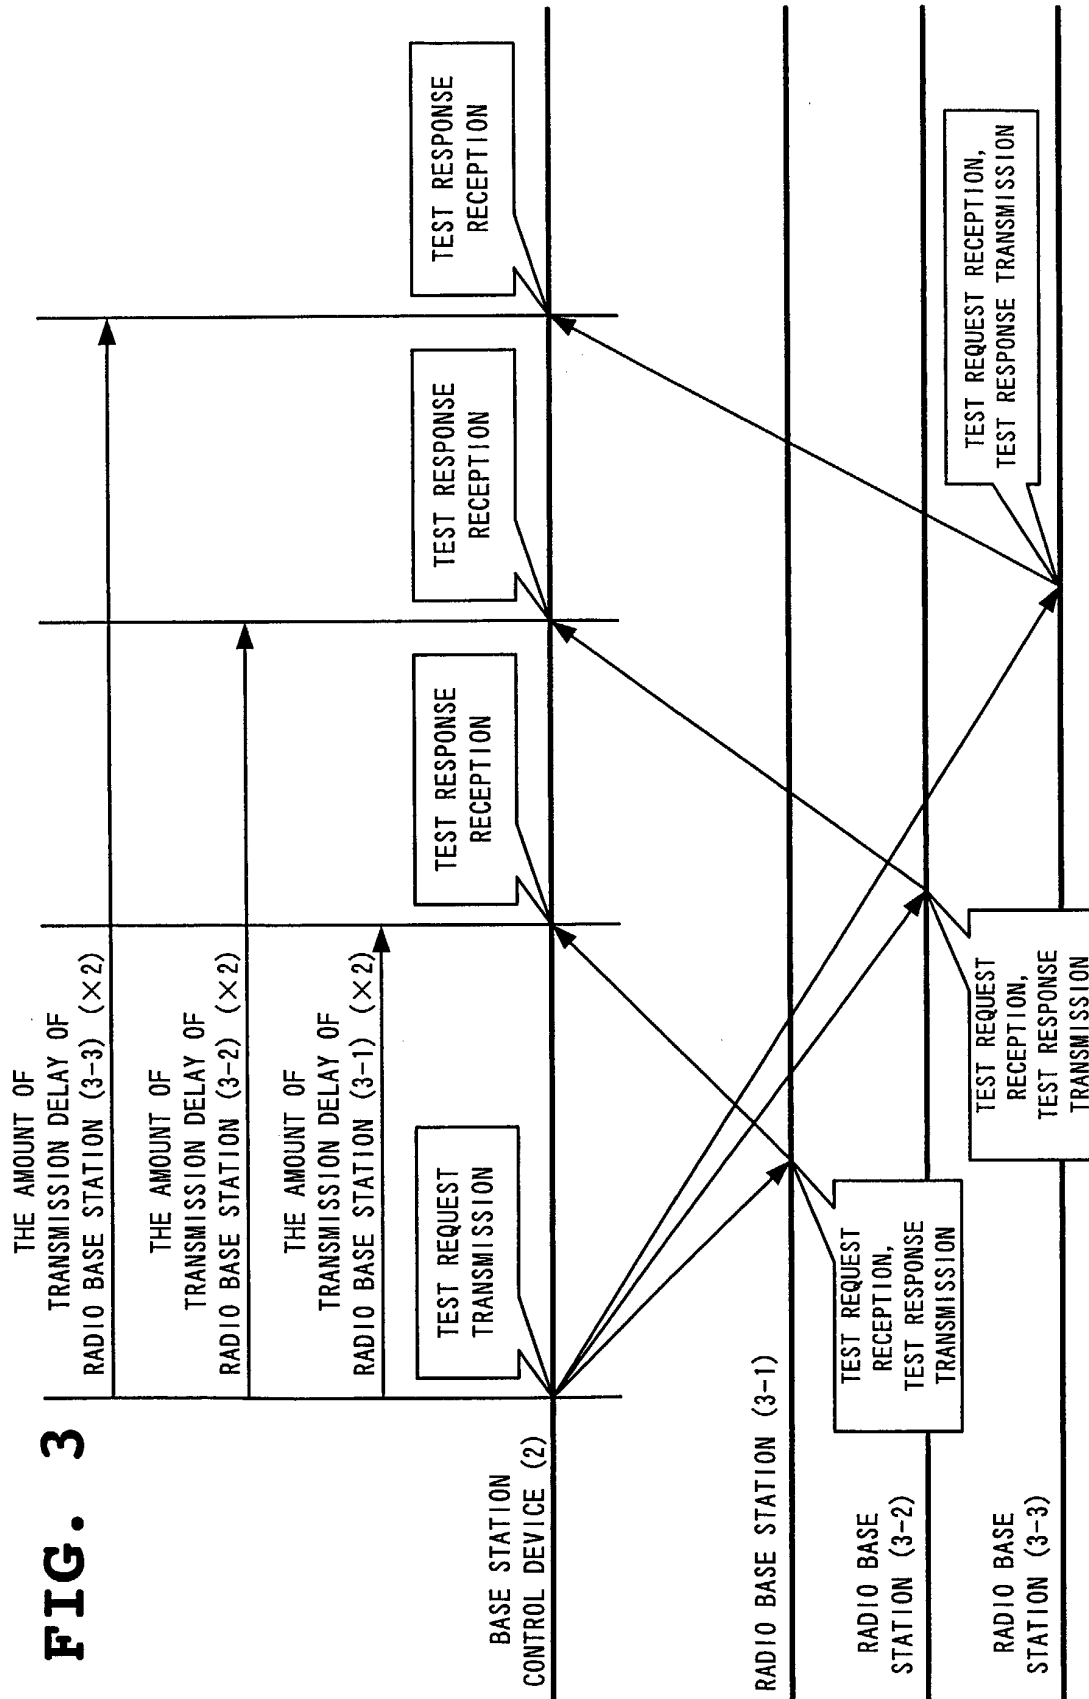 FIG. 3
THE AMOUNT OF
TRANSMISSION DELAY OF
RADIO BASE STATION (3-3) (×2)
THE AMOUNT OF
TRANSMISSION DELAY OF
RADIO BASE STATION (3-2) (×2)
THE AMOUNT OF
TRANSMISSION DELAY OF
RADIO BASE STATION (3-1) (×2)
TEST REQUEST
TRANSMISSION
TEST RESPONSE
RECEPTION
TEST RESPONSE
RECEPTION
TEST RESPONSE
RECEPTION
BASE STATION
CONTROL DEVICE (2)
RADIO BASE STATION (3-1)
TEST REQUEST
RECEPTION,
TEST RESPONSE
TRANSMISSION
RADIO BASE
STATION (3-2)
TEST REQUEST
RECEPTION,
TEST RESPONSE
TRANSMISSION
TEST REQUEST RECEPTION,
TEST RESPONSE TRANSMISSION
RADIO BASE
STATION (3-3)